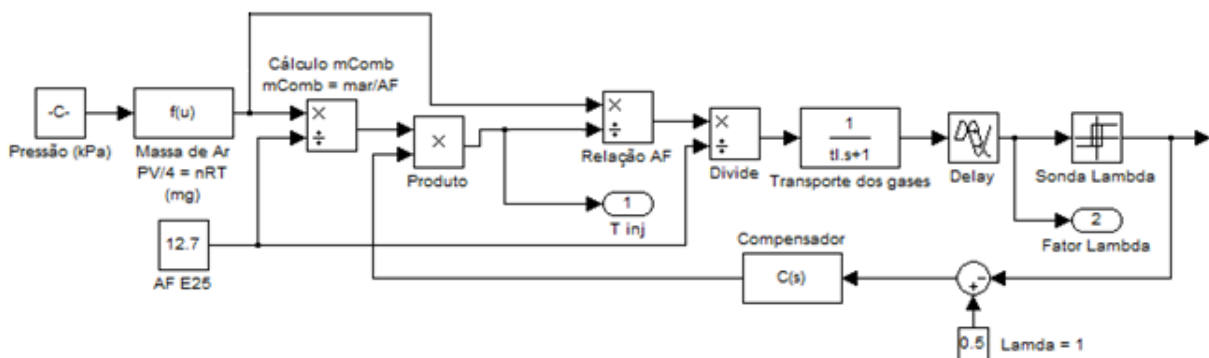 Cálculo mComb
mComb = mar/AF
-C-
Pressão (kPa)
f(u)
Massa de Ar
PV/4 = nRT
(mg)
×
÷
×
Produto
×
÷
Relação AF
×
÷
Divide
1
tl.s+1
Transporte dos gases
Delay
Sonda Lambda
1
T inj
2
Fator Lambda
12.7
AF E25
Compensador
C(s)
+
-
0.5
Lamda = 1